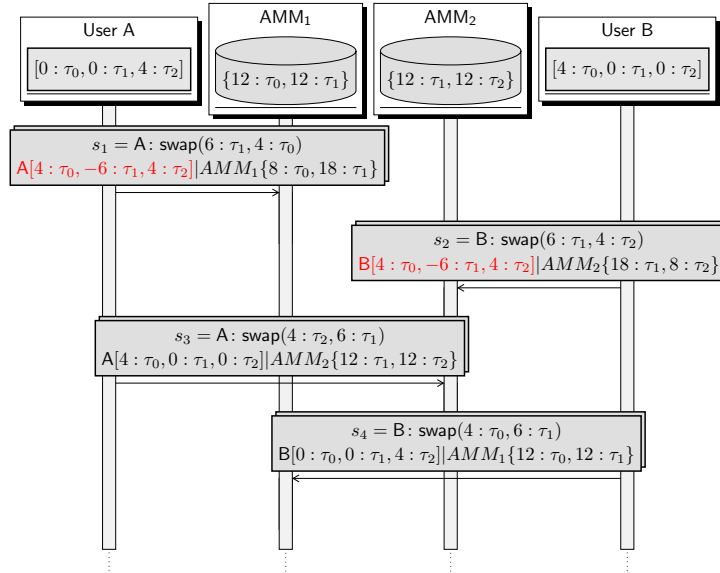 User A
AMM₁
AMM₂
User B
[0 : τ₀, 0 : τ₁, 4 : τ₂]
{12 : τ₀, 12 : τ₁}
{12 : τ₁, 12 : τ₂}
[4 : τ₀, 0 : τ₁, 0 : τ₂]
s₁ = A: swap(6 : τ₁, 4 : τ₀)
A[4 : τ₀, −6 : τ₁, 4 : τ₂]|AMM₁{8 : τ₀, 18 : τ₁}
s₂ = B: swap(6 : τ₁, 4 : τ₂)
B[4 : τ₀, −6 : τ₁, 4 : τ₂]|AMM₂{18 : τ₁, 8 : τ₂}
s₃ = A: swap(4 : τ₂, 6 : τ₁)
A[4 : τ₀, 0 : τ₁, 0 : τ₂]|AMM₂{12 : τ₁, 12 : τ₂}
s₄ = B: swap(4 : τ₀, 6 : τ₁)
B[0 : τ₀, 0 : τ₁, 4 : τ₂]|AMM₁{12 : τ₀, 12 : τ₁}